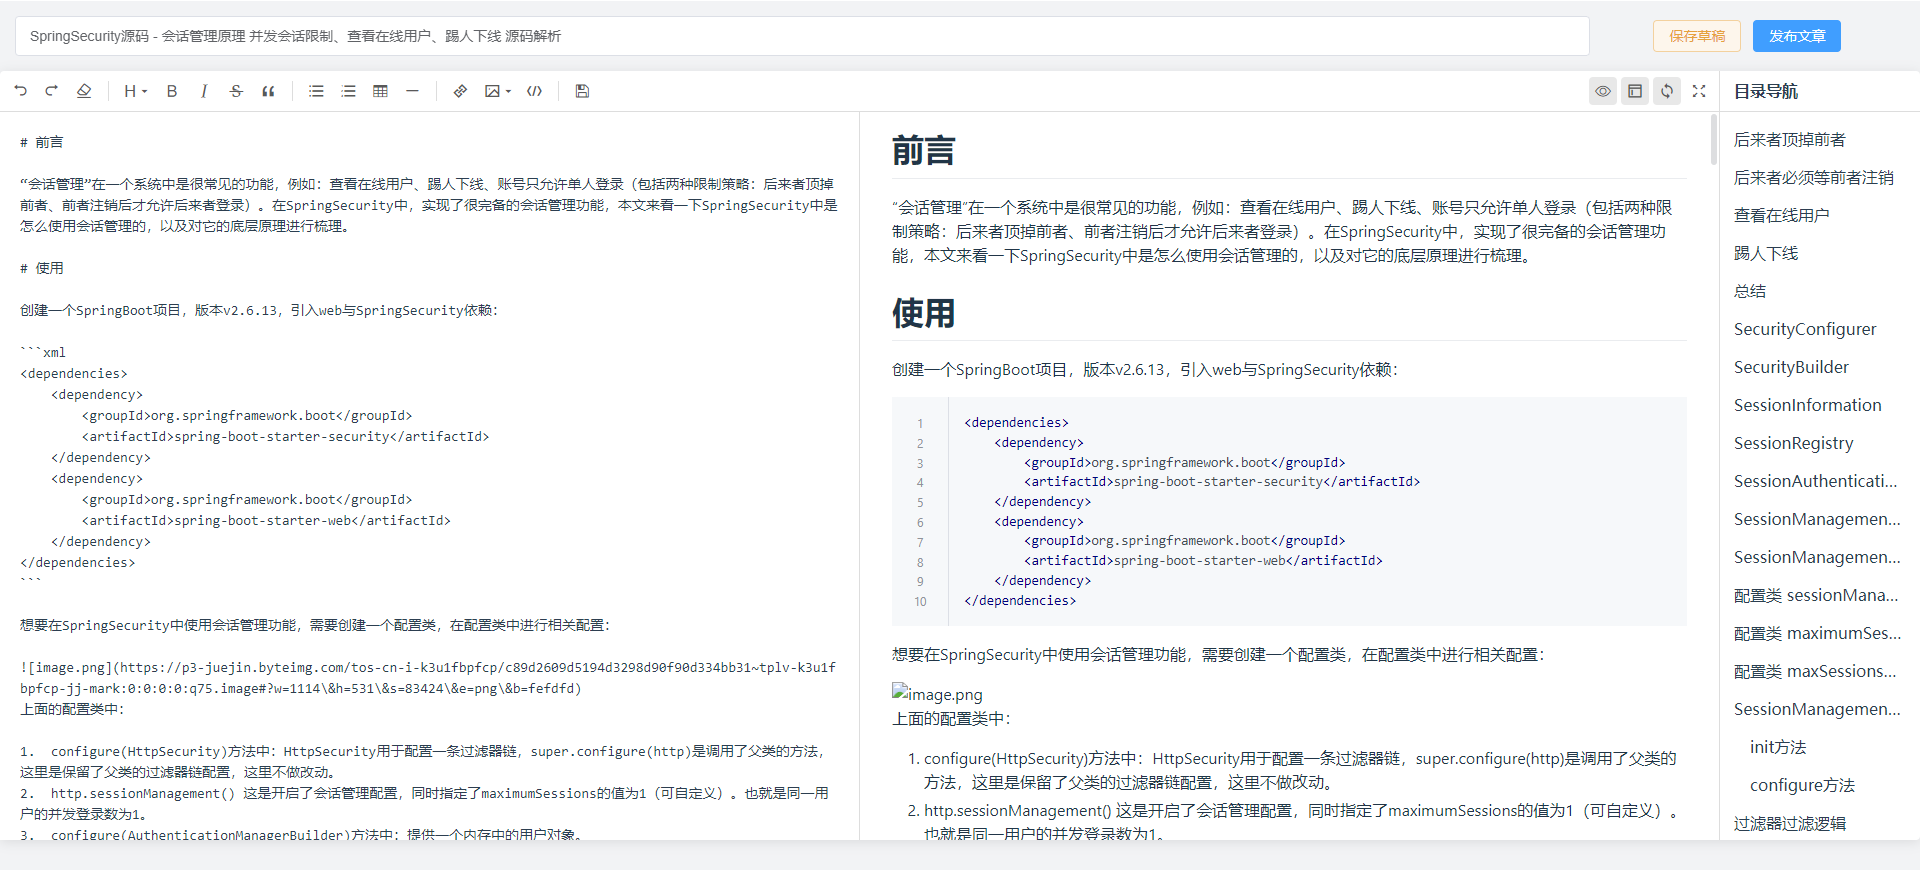 SpringSecurity源码 - 会话管理原理 并发会话限制、查看在线用户、踢人下线 源码解析
保存草稿
发布文章
H
B
I
S
目录导航
# 前言
“会话管理”在一个系统中是很常见的功能，例如：查看在线用户、踢人下线、账号只允许单人登录（包括两种限制策略：后来者顶掉
前者、前者注销后才允许后来者登录）。在SpringSecurity中，实现了很完备的会话管理功能，本文来看一下SpringSecurity中是
怎么使用会话管理的，以及对它的底层原理进行梳理。
# 使用
创建一个SpringBoot项目，版本v2.6.13，引入web与SpringSecurity依赖：
```xml
<dependencies>
<dependency>
<groupId>org.springframework.boot</groupId>
<artifactId>spring-boot-starter-security</artifactId>
</dependency>
<dependency>
<groupId>org.springframework.boot</groupId>
<artifactId>spring-boot-starter-web</artifactId>
</dependency>
</dependencies>
```
想要在SpringSecurity中使用会话管理功能，需要创建一个配置类，在配置类中进行相关配置：
![image.png](https://p3-juejin.byteimg.com/tos-cn-i-k3u1fbpfcp/c89d2609d5194d3298d90f90d334bb31~tplv-k3u1f
bpfcp-jj-mark:0:0:0:0:q75.image#?w=1114\&h=531\&s=83424\&e=png\&b=fefdfd)
上面的配置类中：
1. configure(HttpSecurity)方法中：HttpSecurity用于配置一条过滤器链，super.configure(http)是调用了父类的方法，
这里是保留了父类的过滤器链配置，这里不做改动。
2. http.sessionManagement() 这是开启了会话管理配置，同时指定了maximumSessions的值为1（可自定义）。也就是同一用
户的并发登录数为1。
3. configure(AuthenticationManagerBuilder)方法中：提供一个内存中的用户对象。
前言
“会话管理”在一个系统中是很常见的功能，例如：查看在线用户、踢人下线、账号只允许单人登录（包括两种限
制策略：后来者顶掉前者、前者注销后才允许后来者登录）。在SpringSecurity中，实现了很完备的会话管理功
能，本文来看一下SpringSecurity中是怎么使用会话管理的，以及对它的底层原理进行梳理。
使用
创建一个SpringBoot项目，版本v2.6.13，引入web与SpringSecurity依赖：
1 <dependencies>
2 <dependency>
3 <groupId>org.springframework.boot</groupId>
4 <artifactId>spring-boot-starter-security</artifactId>
5 </dependency>
6 <dependency>
7 <groupId>org.springframework.boot</groupId>
8 <artifactId>spring-boot-starter-web</artifactId>
9 </dependency>
10 </dependencies>
想要在SpringSecurity中使用会话管理功能，需要创建一个配置类，在配置类中进行相关配置：
image.png
上面的配置类中：
1. configure(HttpSecurity)方法中：HttpSecurity用于配置一条过滤器链，super.configure(http)是调用了父类的
方法，这里是保留了父类的过滤器链配置，这里不做改动。
2. http.sessionManagement() 这是开启了会话管理配置，同时指定了maximumSessions的值为1（可自定义）。
也就是同一用户的并发登录数为1。
后来者顶掉前者
后来者必须等前者注销
查看在线用户
踢人下线
总结
SecurityConfigurer
SecurityBuilder
SessionInformation
SessionRegistry
SessionAuthenticati...
SessionManagemen...
SessionManagemen...
配置类 sessionMana...
配置类 maximumSes...
配置类 maxSessions...
SessionManagemen...
init方法
configure方法
过滤器过滤逻辑